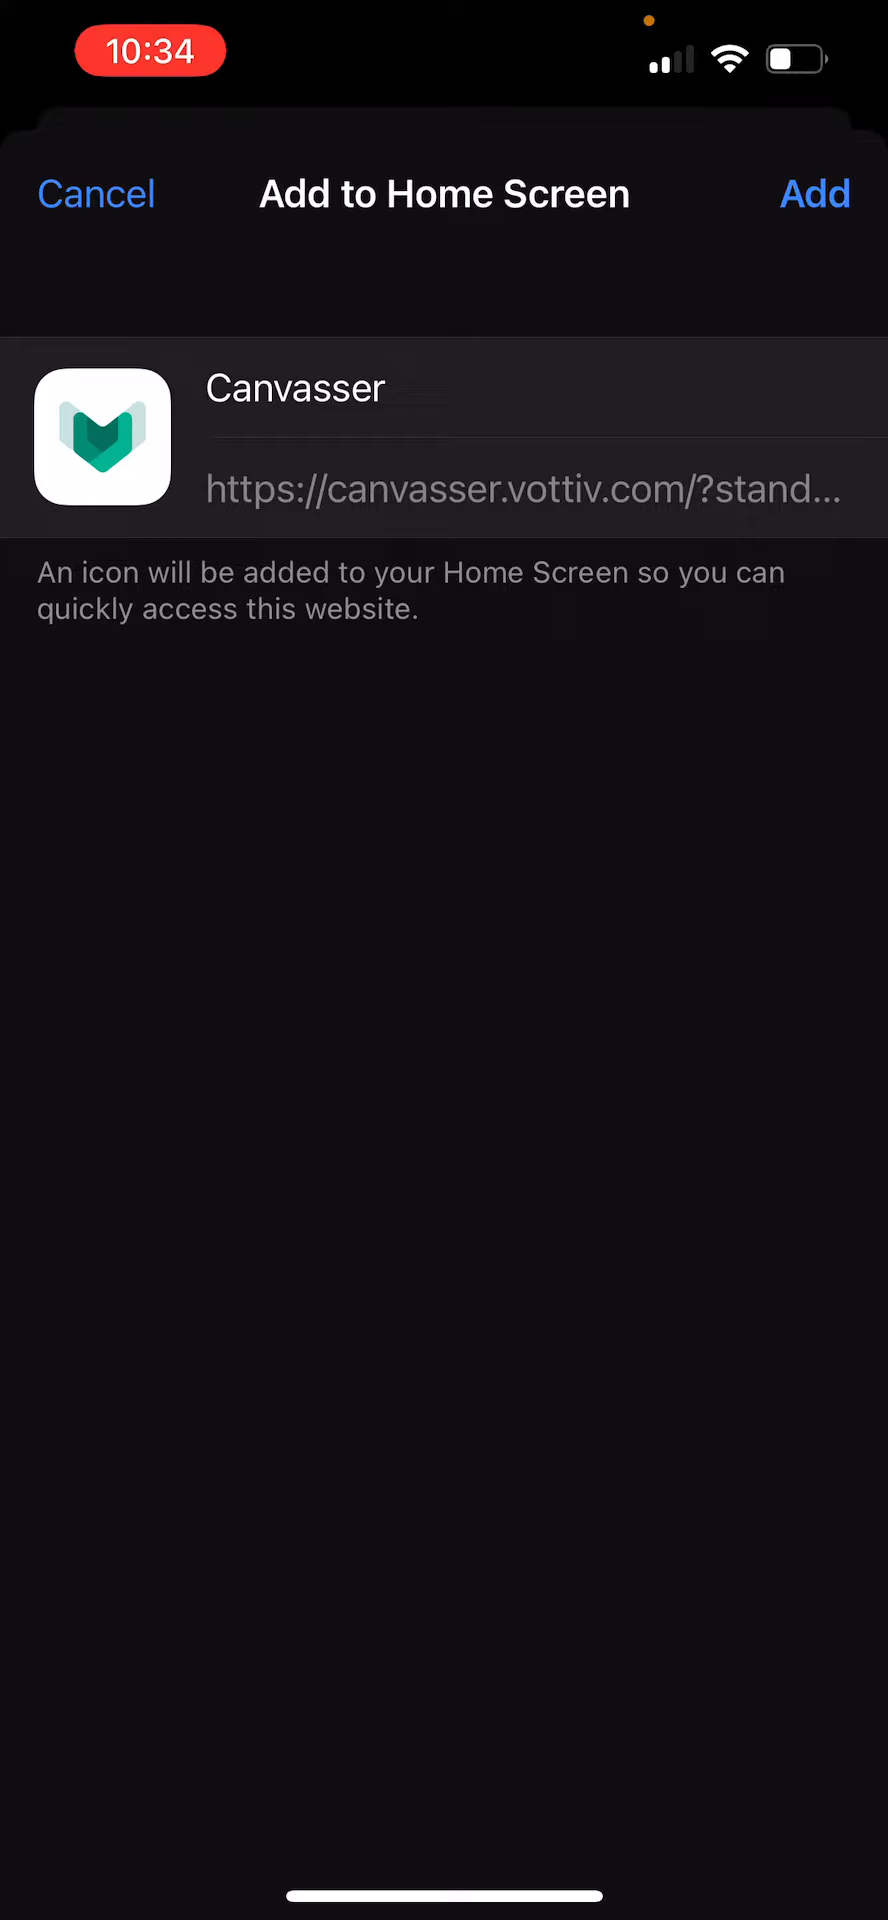 10:34
Cancel
Add to Home Screen
Add
Canvasser
https://canvasser.vottiv.com/?stand...
An icon will be added to your Home Screen so you can
quickly access this website.